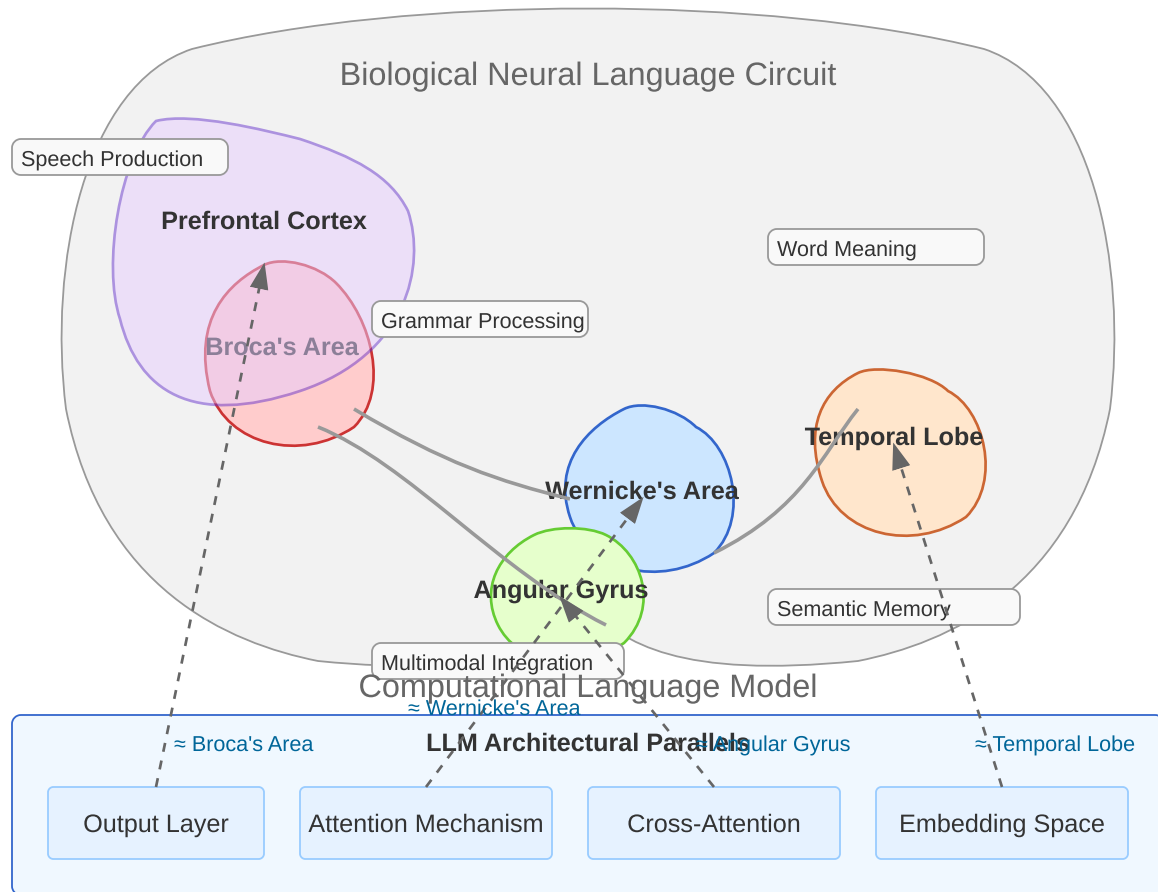 Biological Neural Language Circuit
Speech Production
Prefrontal Cortex
Word Meaning
Grammar Processing
Broca's Area
Temporal Lobe
Wernicke's Area
Angular Gyrus
Semantic Memory
Multimodal Integration
Computational Language Model
≈ Wernicke's Area
≈ Broca's Area
LLM Architectural Parallels
≈ Angular Gyrus
≈ Temporal Lobe
Output Layer
Attention Mechanism
Cross-Attention
Embedding Space